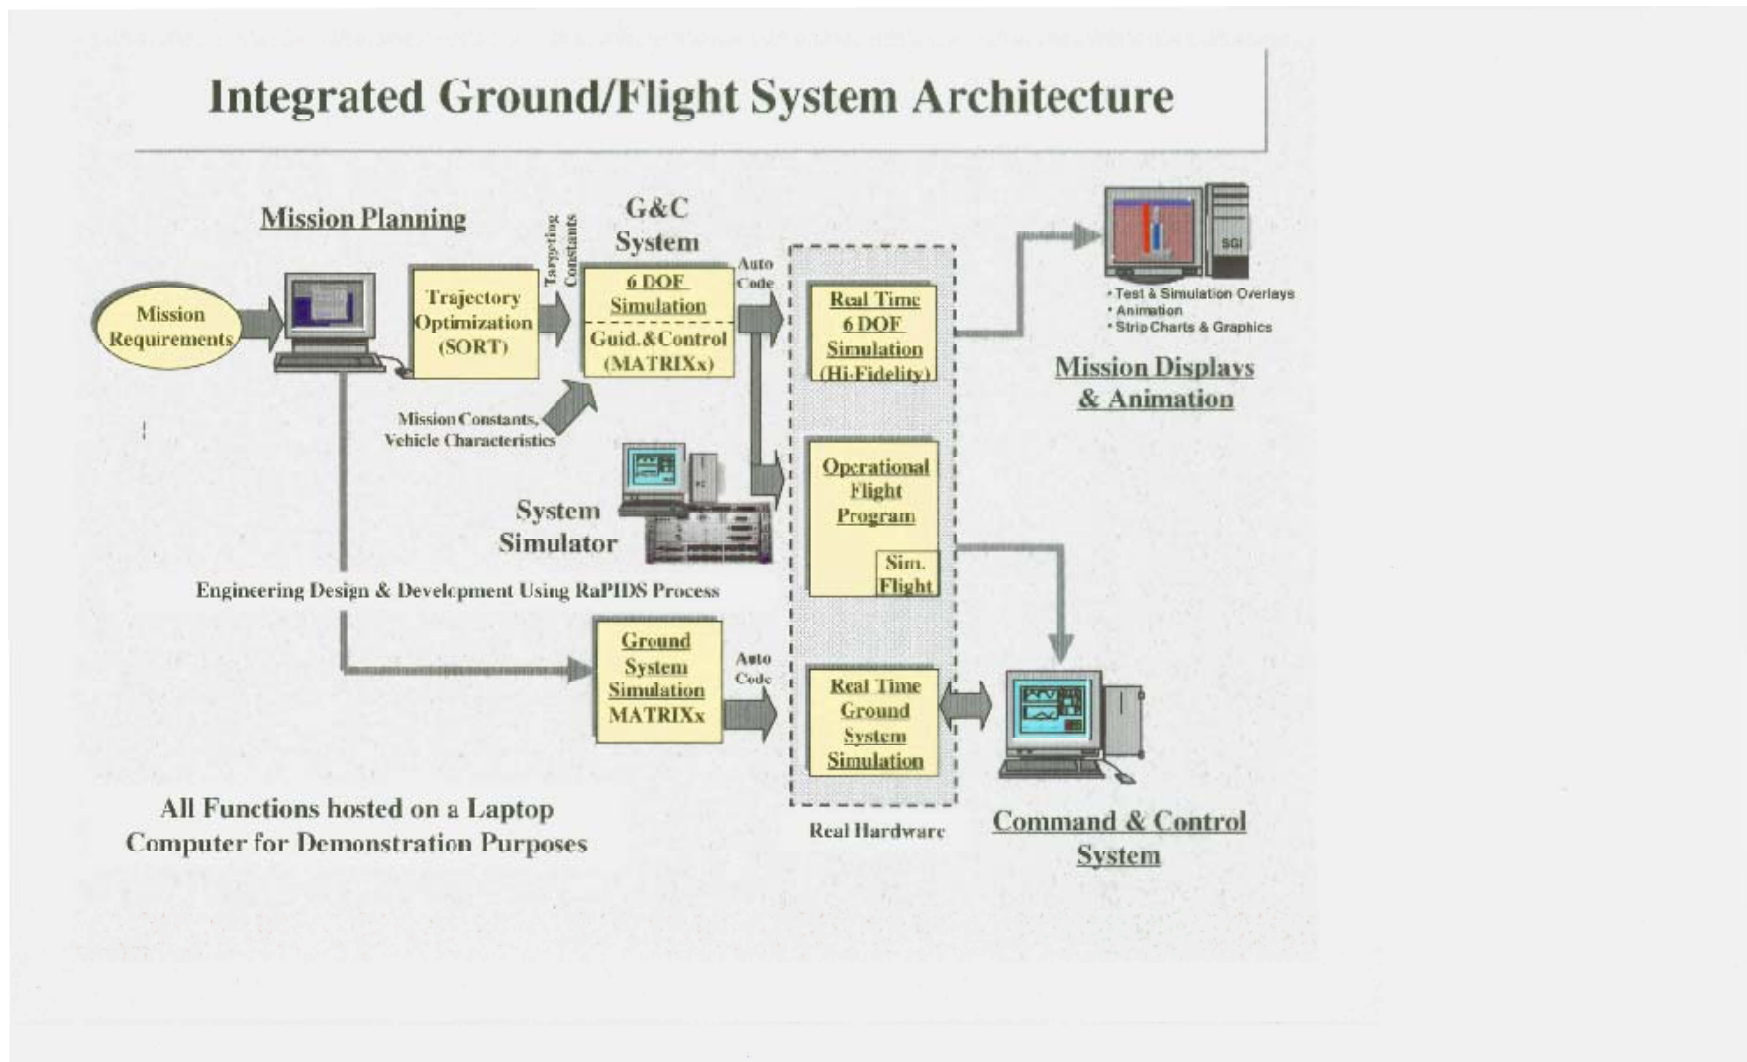 Integrated Ground/Flight System Architecture
Mission Planning
G&C
System
Targeting
Constants
Mission
Requirements
Trajectory
Optimization
(SORT)
6 DOF
Simulation
Guid.&Control
(MATRIXx)
Auto
Code
Mission Constants,
Vehicle Characteristics
Real Time
6 DOF
Simulation
(Hi-Fidelity)
SGI
• Test & Simulation Overlays
• Animation
• Strip Charts & Graphics
Mission Displays
& Animation
System
Simulator
Operational
Flight
Program
Sim.
Flight
Engineering Design & Development Using RaPIDS Process
Ground
System
Simulation
MATRIXx
Auto
Code
Real Time
Ground
System
Simulation
All Functions hosted on a Laptop
Computer for Demonstration Purposes
Real Hardware
Command & Control
System